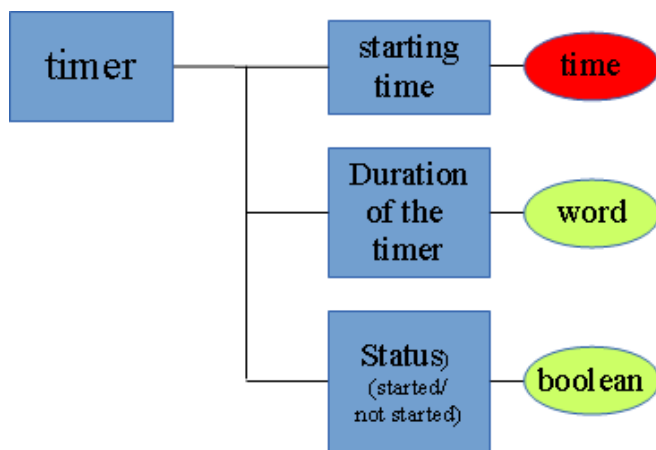 timer
starting
time
time
Duration
of the
timer
word
Status)
(started/
not started)
boolean